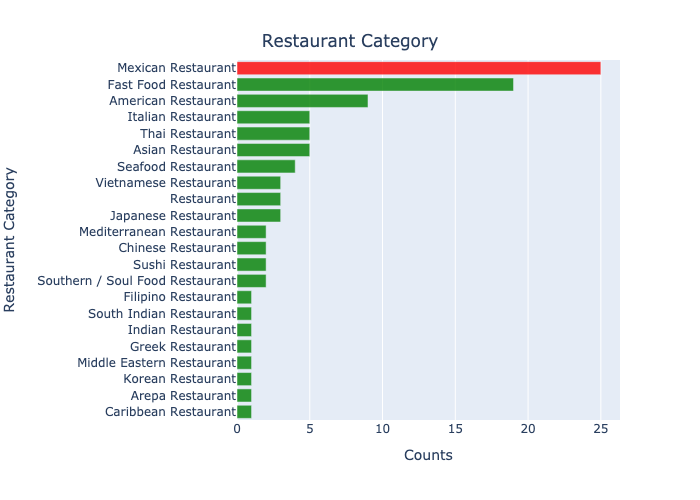 Restaurant Category
Mexican Restaurant
Fast Food Restaurant
American Restaurant
Italian Restaurant
Thai Restaurant
Asian Restaurant
Seafood Restaurant
Vietnamese Restaurant
Restaurant
Japanese Restaurant
Mediterranean Restaurant
Chinese Restaurant
Sushi Restaurant
Southern / Soul Food Restaurant
Filipino Restaurant
South Indian Restaurant
Indian Restaurant
Greek Restaurant
Middle Eastern Restaurant
Korean Restaurant
Arepa Restaurant
Caribbean Restaurant
Restaurant Category
0 5 10 15 20 25
Counts